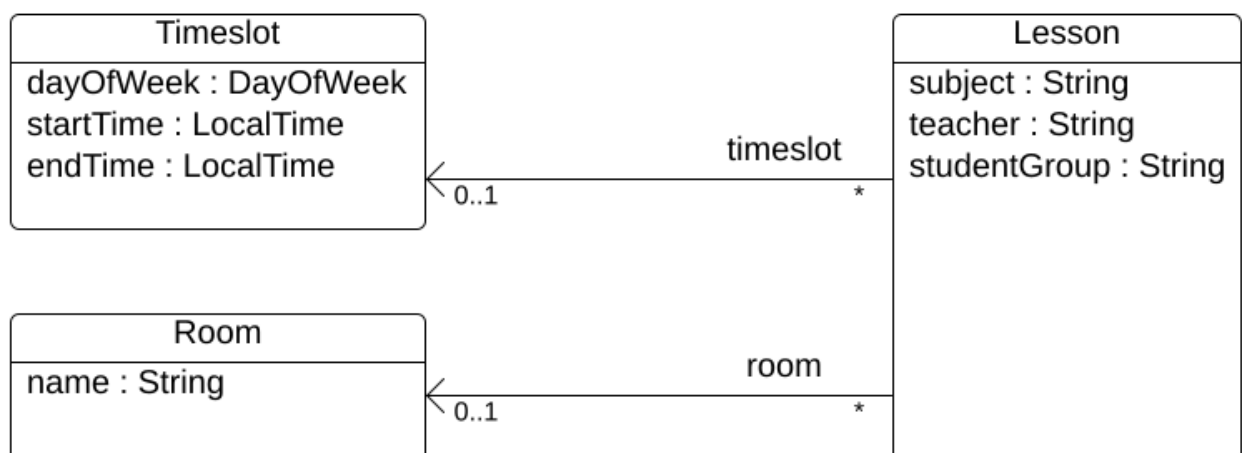 Timeslot
dayOfWeek : DayOfWeek
startTime : LocalTime
endTime : LocalTime
Lesson
subject : String
teacher : String
studentGroup : String
timeslot
0..1
*
Room
name : String
room
0..1
*